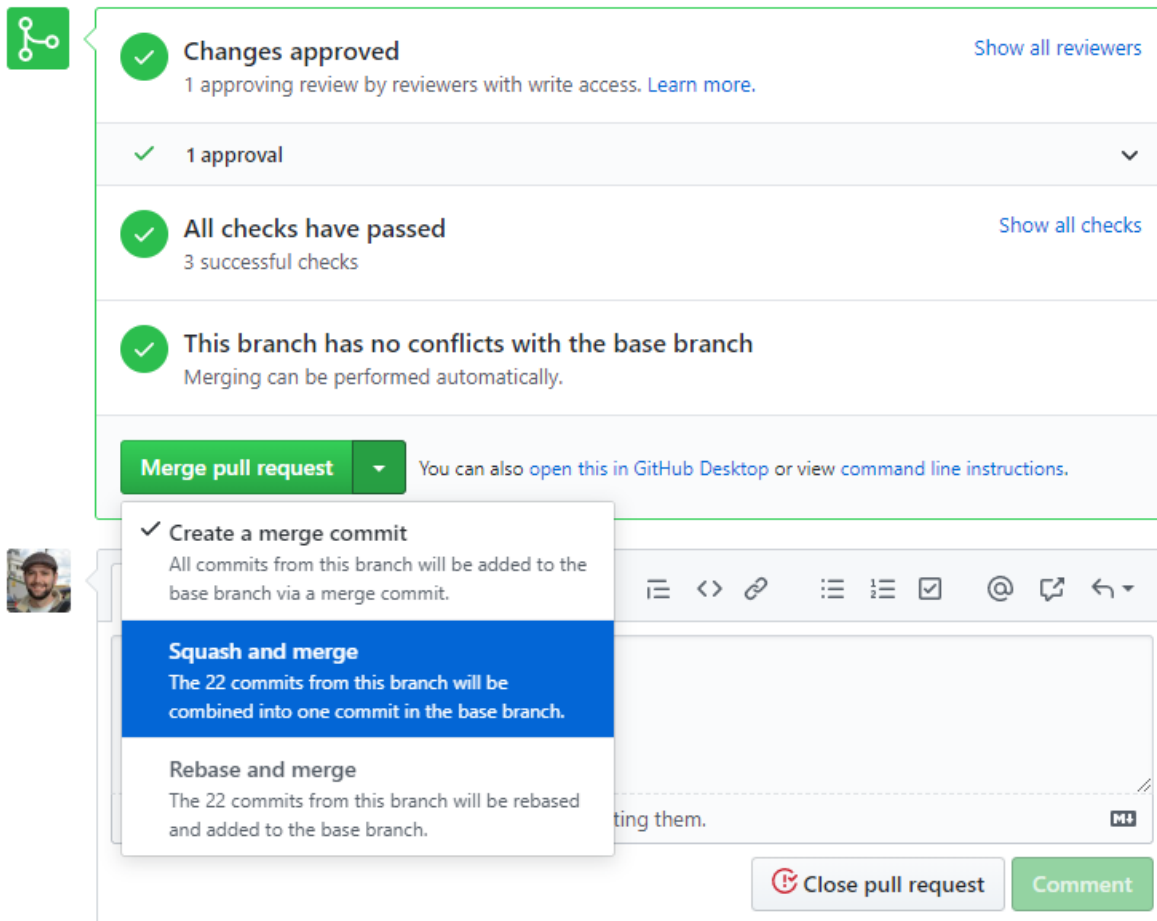 Changes approved
Show all reviewers
1 approving review by reviewers with write access. Learn more.
1 approval
All checks have passed
Show all checks
3 successful checks
This branch has no conflicts with the base branch
Merging can be performed automatically.
Merge pull request
You can also open this in GitHub Desktop or view command line instructions.
Create a merge commit
All commits from this branch will be added to the
base branch via a merge commit.
Squash and merge
The 22 commits from this branch will be
combined into one commit in the base branch.
Rebase and merge
The 22 commits from this branch will be rebased
and added to the base branch.
ting them.
M↓
Close pull request
Comment